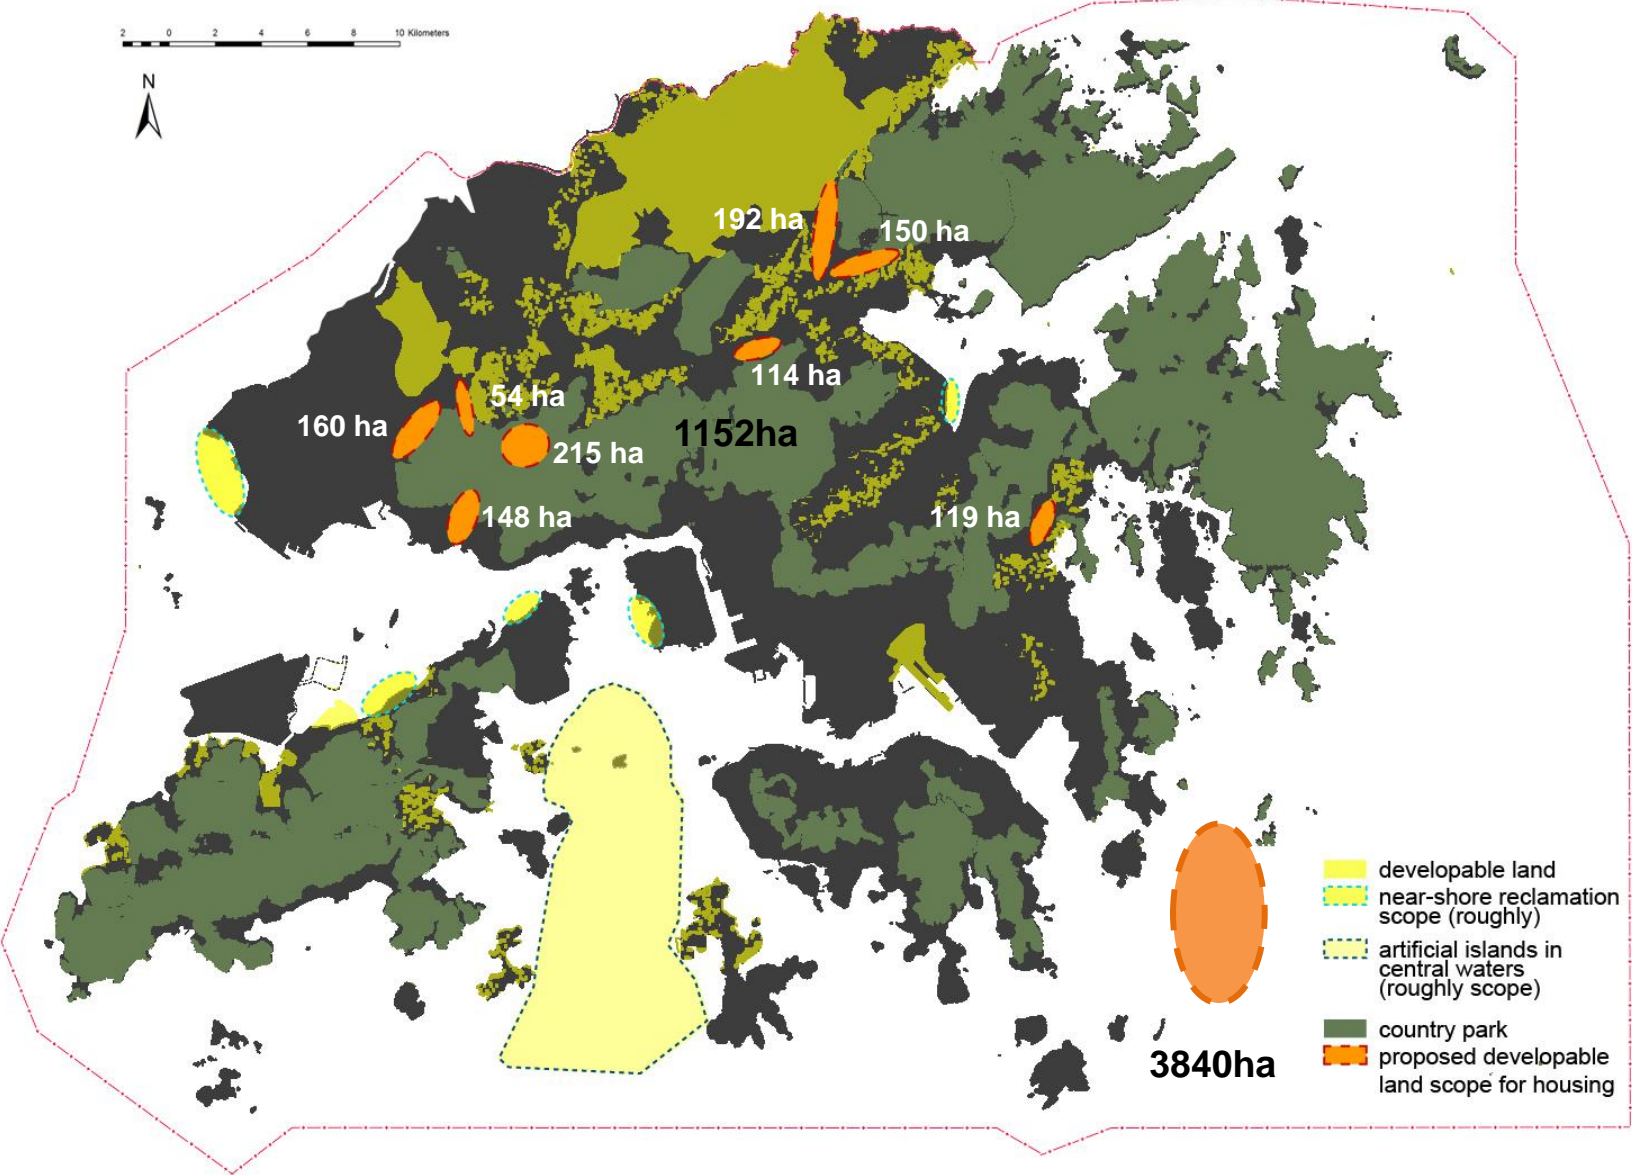 2 0 2 4 6 8 10 Kilometers
N
192 ha
150 ha
114 ha
54 ha
160 ha
1152ha
215 ha
148 ha
119 ha
developable land
near-shore reclamation
scope (roughly)
artificial islands in
central waters
(roughly scope)
country park
proposed developable
land scope for housing
3840ha